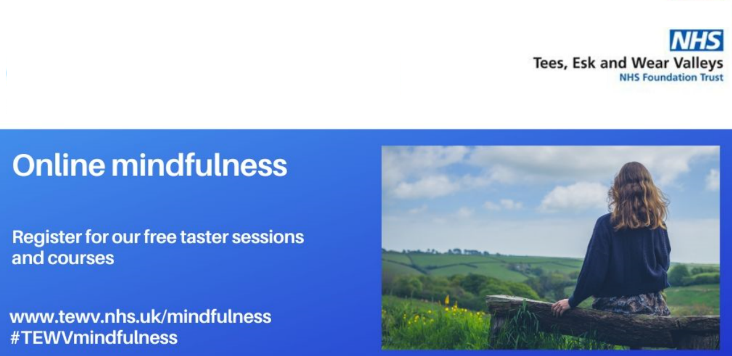 NHS
Tees, Esk and Wear Valleys
NHS Foundation Trust
Online mindfulness
Register for our free taster sessions
and courses
www.tewv.nhs.uk/mindfulness
#TEWVmindfulness